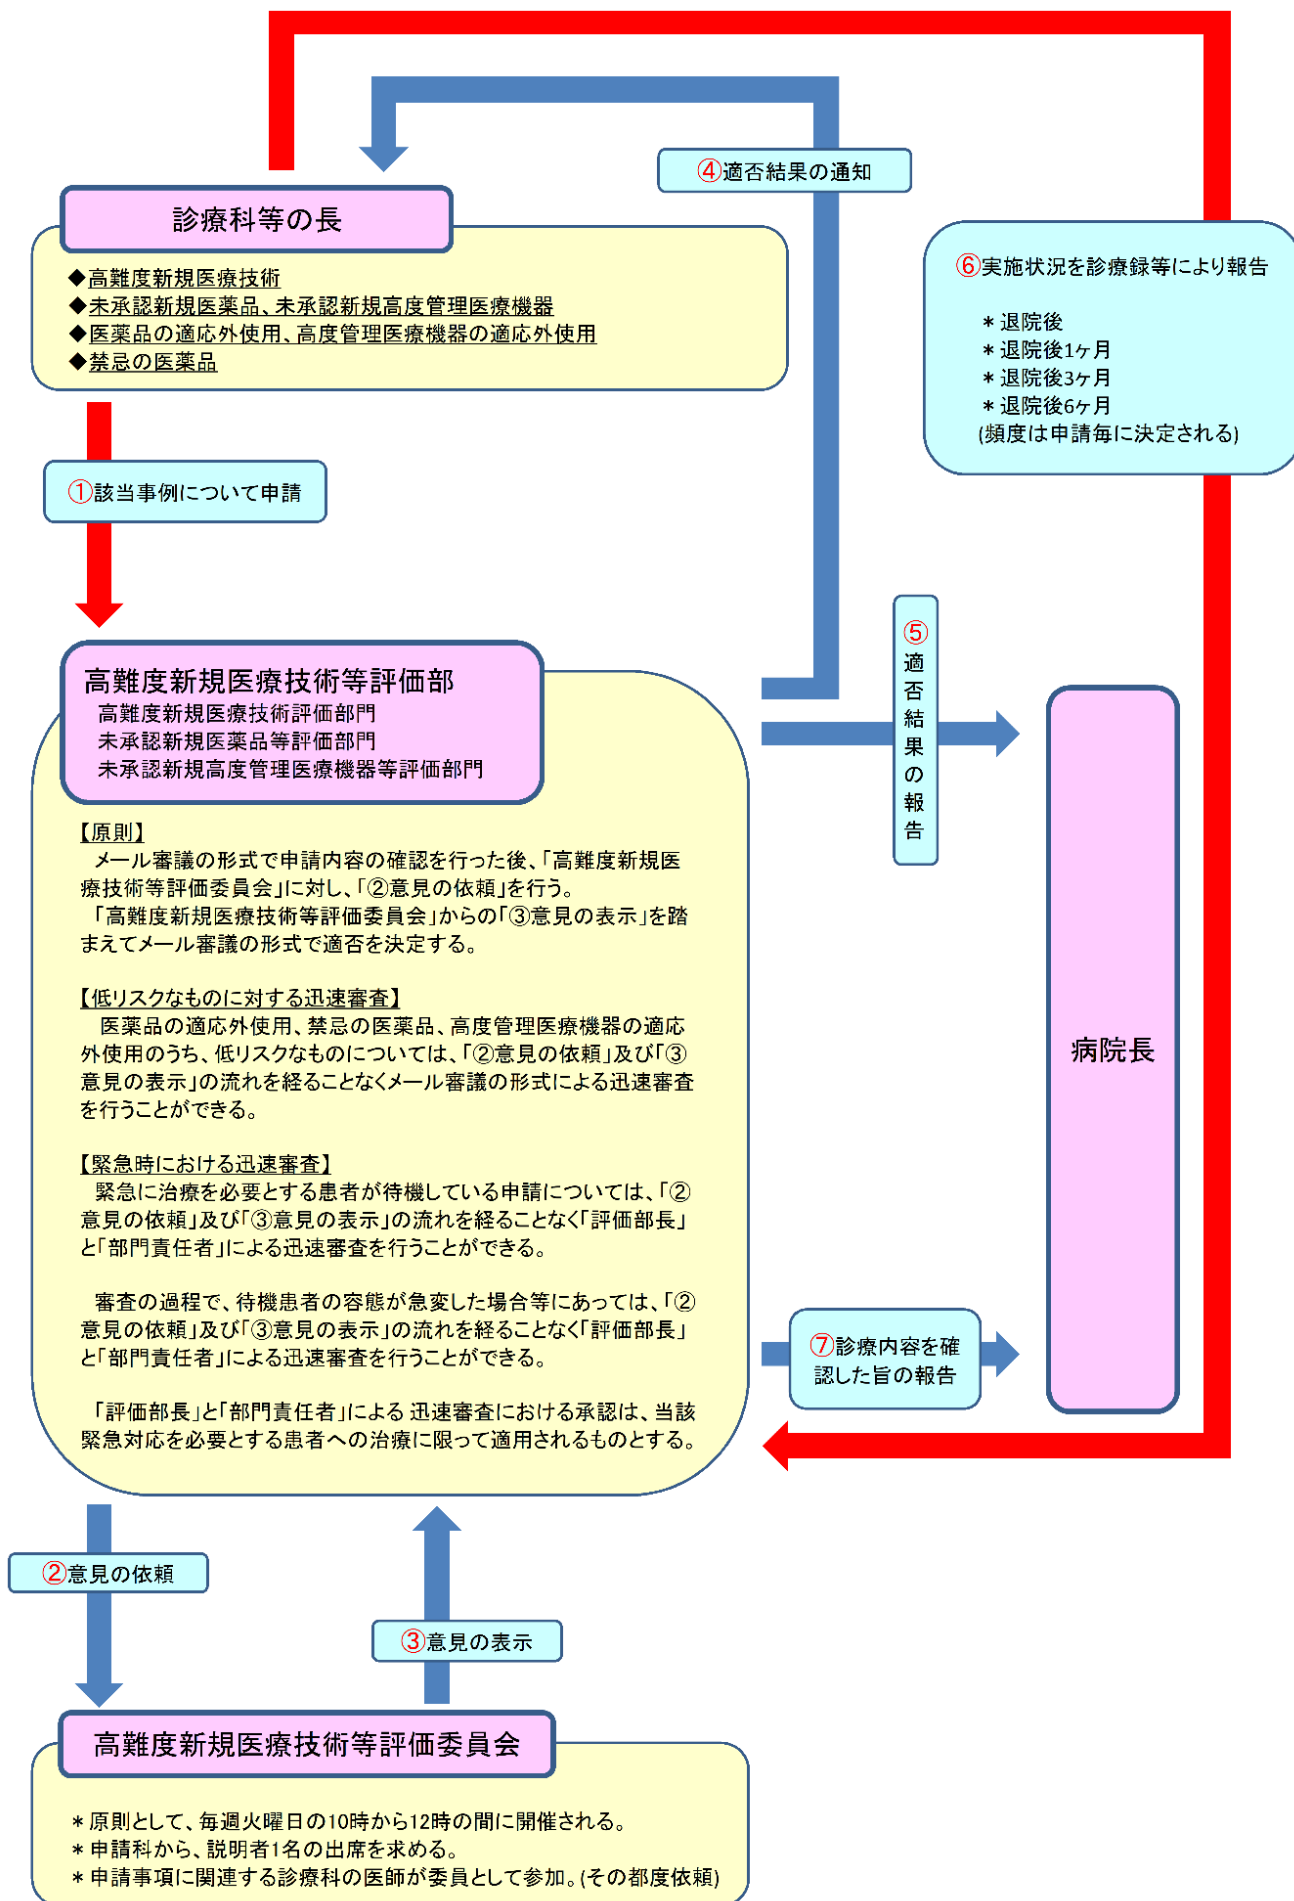 ④適否結果の通知
診療科等の長
◆高難度新規医療技術
◆未承認新規医薬品、未承認新規高度管理医療機器
◆医薬品の適応外使用、高度管理医療機器の適応外使用
◆禁忌の医薬品
⑥実施状況を診療録等により報告
＊退院後
＊退院後1ヶ月
＊退院後3ヶ月
＊退院後6ヶ月
(頻度は申請毎に決定される)
①該当事例について申請
⑤適否結果の報告
高難度新規医療技術等評価部
高難度新規医療技術評価部門
未承認新規医薬品等評価部門
未承認新規高度管理医療機器等評価部門
【原則】
メール審議の形式で申請内容の確認を行った後、「高難度新規医
療技術等評価委員会」に対し、「②意見の依頼」を行う。
「高難度新規医療技術等評価委員会」からの「③意見の表示」を踏
まえてメール審議の形式で適否を決定する。
【低リスクなものに対する迅速審査】
医薬品の適応外使用、禁忌の医薬品、高度管理医療機器の適応
外使用のうち、低リスクなものについては、「②意見の依頼」及び「③
意見の表示」の流れを経ることなくメール審議の形式による迅速審査
を行うことができる。
【緊急時における迅速審査】
緊急に治療を必要とする患者が待機している申請については、「②
意見の依頼」及び「③意見の表示」の流れを経ることなく「評価部長」
と「部門責任者」による迅速審査を行うことができる。
審査の過程で、待機患者の容態が急変した場合等にあっては、「②
意見の依頼」及び「③意見の表示」の流れを経ることなく「評価部長」
と「部門責任者」による迅速審査を行うことができる。
「評価部長」と「部門責任者」による 迅速審査における承認は、当該
緊急対応を必要とする患者への治療に限って適用されるものとする。
病院長
⑦診療内容を確
認した旨の報告
②意見の依頼
③意見の表示
高難度新規医療技術等評価委員会
＊原則として、毎週火曜日の10時から12時の間に開催される。
＊申請科から、説明者1名の出席を求める。
＊申請事項に関連する診療科の医師が委員として参加。(その都度依頼)